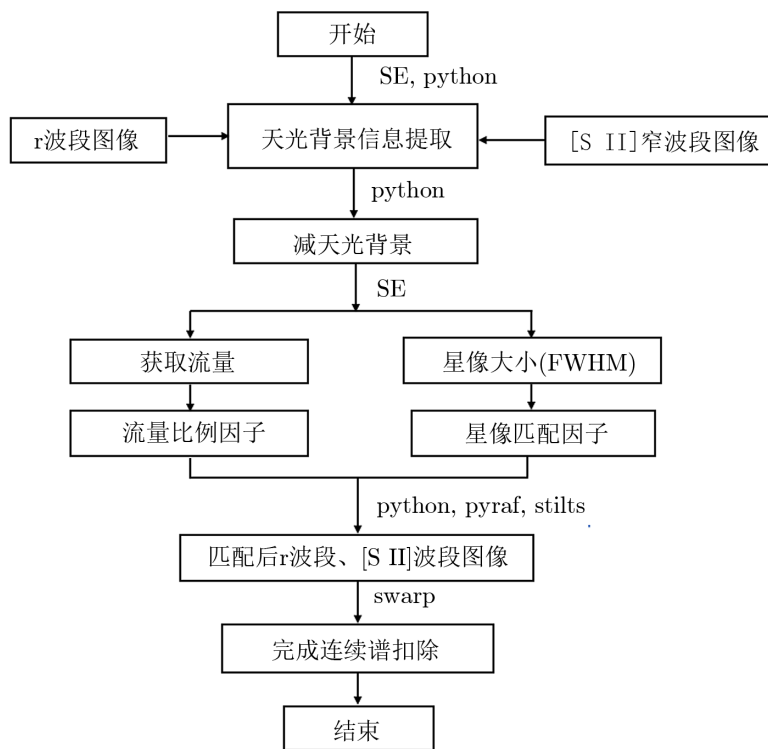 开始
SE, python
r波段图像
天光背景信息提取
[S II]窄波段图像
python
减天光背景
SE
获取流量
星像大小(FWHM)
流量比例因子
星像匹配因子
python, pyraf, stilts
匹配后r波段、[S II]波段图像
swarp
完成连续谱扣除
结束